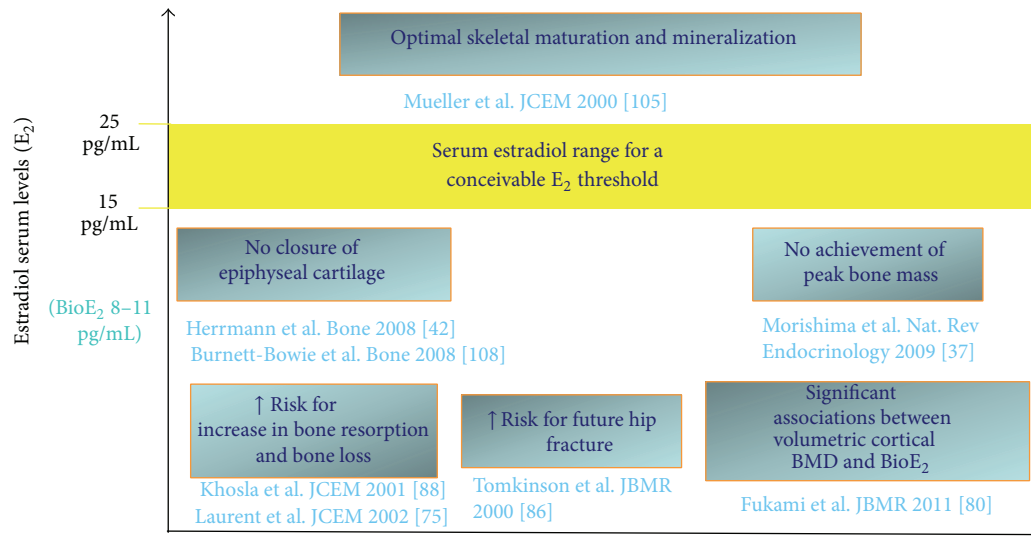 Optimal skeletal maturation and mineralization
Mueller et al. JCEM 2000 [105]
Estradiol serum levels (E2)
25
pg/mL
Serum estradiol range for a
conceivable E2 threshold
15
pg/mL
No closure of
epiphyseal cartilage
No achievement of
peak bone mass
(BioE2 8–11
pg/mL)
Herrmann et al. Bone 2008 [42]
Burnett-Bowie et al. Bone 2008 [108]
Morishima et al. Nat. Rev
Endocrinology 2009 [37]
↑ Risk for
increase in bone resorption
and bone loss
↑ Risk for future hip
fracture
Significant
associations between
volumetric cortical
BMD and BioE2
Khosla et al. JCEM 2001 [88]
Laurent et al. JCEM 2002 [75]
Tomkinson et al. JBMR
2000 [86]
Fukami et al. JBMR 2011 [80]